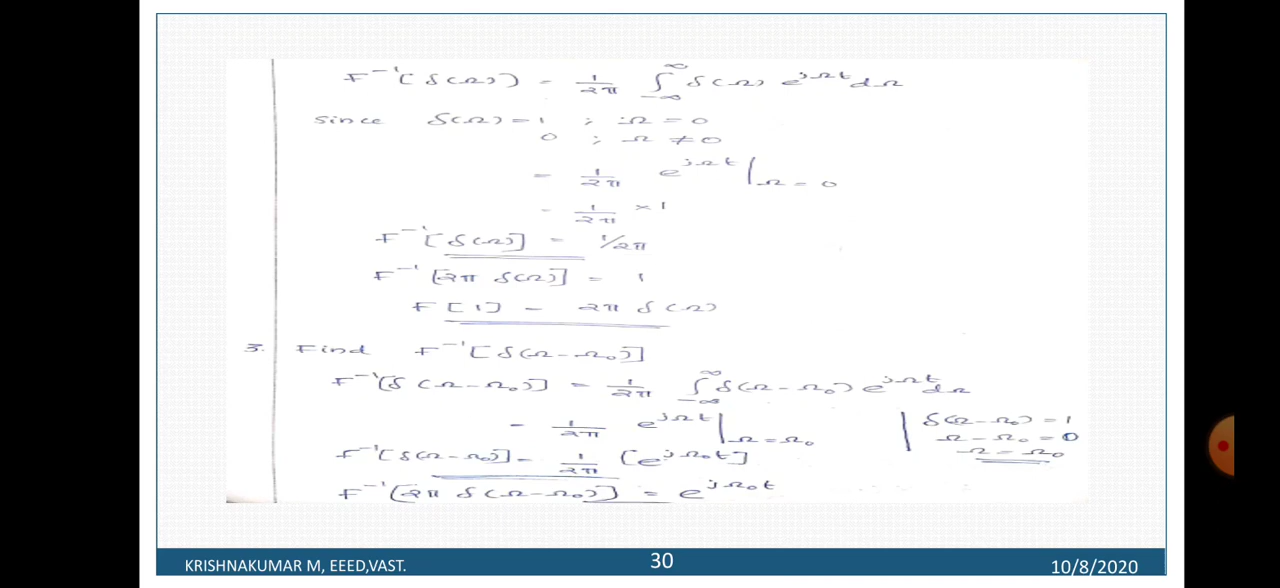 F⁻¹[δ(Ω)] = 1/2π ∫_{-∞}^{∞} δ(Ω) e^{jΩt} dΩ
Since δ(Ω) = 1 ; Ω = 0
0 ; Ω ≠ 0
= 1/2π e^{jΩt} |_{Ω=0}
= 1/2π × 1
F⁻¹[δ(Ω)] = 1/2π
F⁻¹[2π δ(Ω)] = 1
F[1] = 2π δ(Ω)
3. Find F⁻¹[δ(Ω-Ω₀)]
F⁻¹[δ(Ω-Ω₀)] = 1/2π ∫_{-∞}^{∞} δ(Ω-Ω₀) e^{jΩt} dΩ
= 1/2π e^{jΩt} |_{Ω=Ω₀}
δ(Ω-Ω₀) = 1
Ω-Ω₀ = 0
Ω = Ω₀
F⁻¹[δ(Ω-Ω₀)] = 1/2π [e^{jΩ₀t}]
F⁻¹[2π δ(Ω-Ω₀)] = e^{jΩ₀t}
KRISHNAKUMAR M, EEED,VAST. 30 10/8/2020